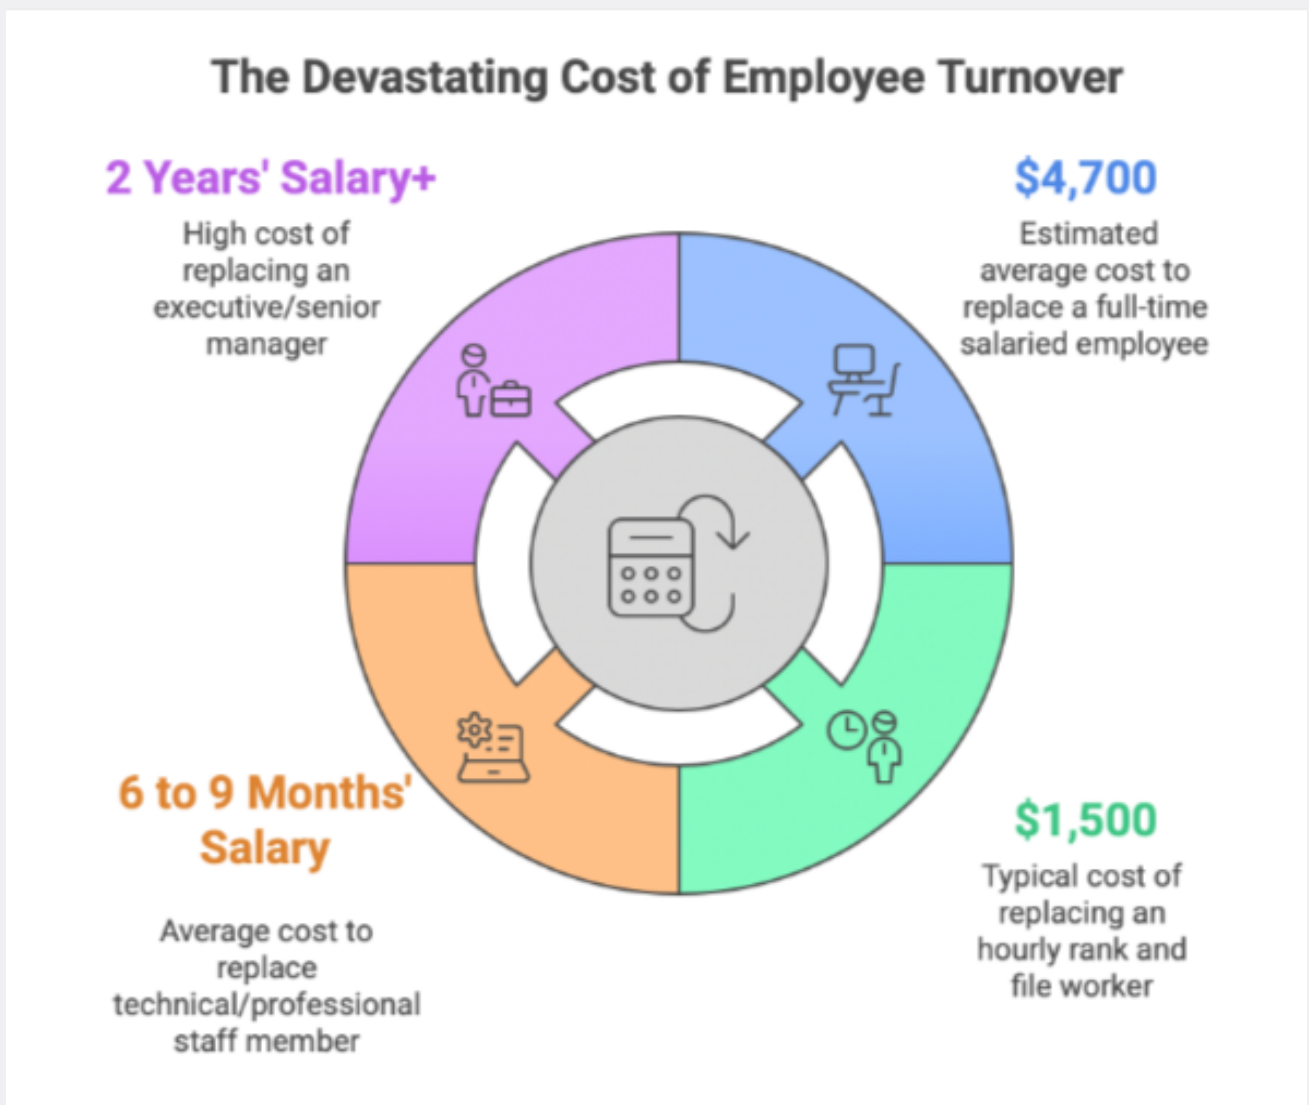 The Devastating Cost of Employee Turnover
2 Years' Salary+
High cost of
replacing an
executive/senior
manager
$4,700
Estimated
average cost to
replace a full-time
salaried employee
6 to 9 Months'
Salary
Average cost to
replace
technical/professional
staff member
$1,500
Typical cost of
replacing an
hourly rank and
file worker